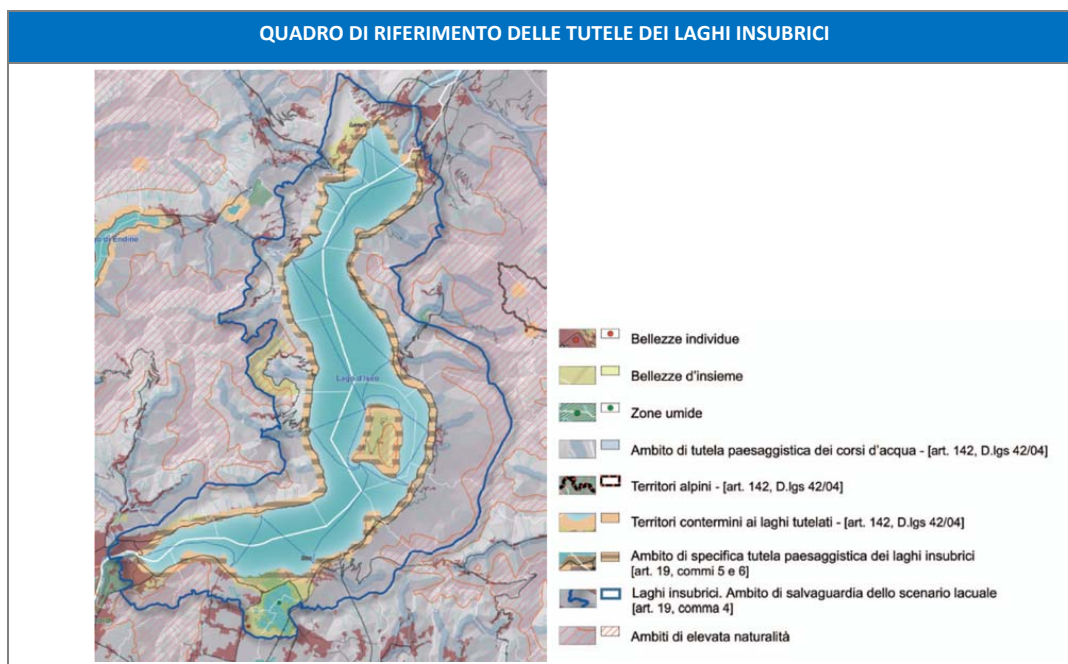 QUADRO DI RIFERIMENTO DELLE TUTELE DEI LAGHI INSUBRICI
go di Endine
Lago d'Iseo
Bellezze individue
Bellezze d'insieme
Zone umide
Ambito di tutela paesaggistica dei corsi d'acqua - [art. 142, D.lgs 42/04]
Territori alpini - [art. 142, D.lgs 42/04]
Territori contermini ai laghi tutelati - [art. 142, D.lgs 42/04]
Ambito di specifica tutela paesaggistica dei laghi insubrici
[art. 19, commi 5 e 6]
Laghi insubrici. Ambito di salvaguardia dello scenario lacuale
[art. 19, comma 4]
Ambiti di elevata naturalità